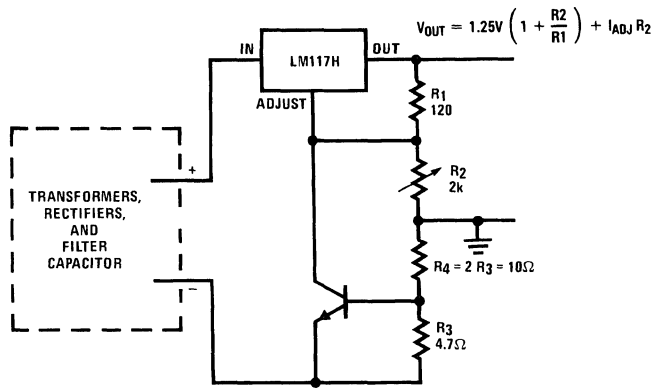 V_OUT = 1.25V (1 + R2/R1) + I_ADJ R2
IN
LM117H
OUT
ADJUST
R1
120
R2
2k
+
TRANSFORMERS,
RECTIFIERS,
AND
FILTER
CAPACITOR
−
R4 = 2 R3 = 10Ω
R3
4.7Ω